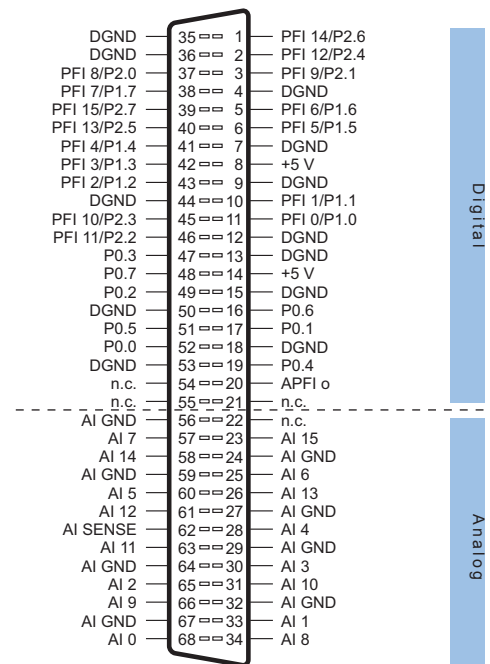 DGND 35 1 PFI 14/P2.6
DGND 36 2 PFI 12/P2.4
PFI 8/P2.0 37 3 PFI 9/P2.1
PFI 7/P1.7 38 4 DGND
PFI 15/P2.7 39 5 PFI 6/P1.6
PFI 13/P2.5 40 6 PFI 5/P1.5
PFI 4/P1.4 41 7 DGND
PFI 3/P1.3 42 8 +5 V
PFI 2/P1.2 43 9 DGND
DGND 44 10 PFI 1/P1.1
PFI 10/P2.3 45 11 PFI 0/P1.0
PFI 11/P2.2 46 12 DGND
P0.3 47 13 DGND
P0.7 48 14 +5 V
P0.2 49 15 DGND
DGND 50 16 P0.6
P0.5 51 17 P0.1
P0.0 52 18 DGND
DGND 53 19 P0.4
n.c. 54 20 APFI o
n.c. 55 21 n.c.
AI GND 56 22 n.c.
AI 7 57 23 AI 15
AI 14 58 24 AI GND
AI GND 59 25 AI 6
AI 5 60 26 AI 13
AI 12 61 27 AI GND
AI SENSE 62 28 AI 4
AI 11 63 29 AI GND
AI GND 64 30 AI 3
AI 2 65 31 AI 10
AI 9 66 32 AI GND
AI GND 67 33 AI 1
AI 0 68 34 AI 8
Digital
Analog